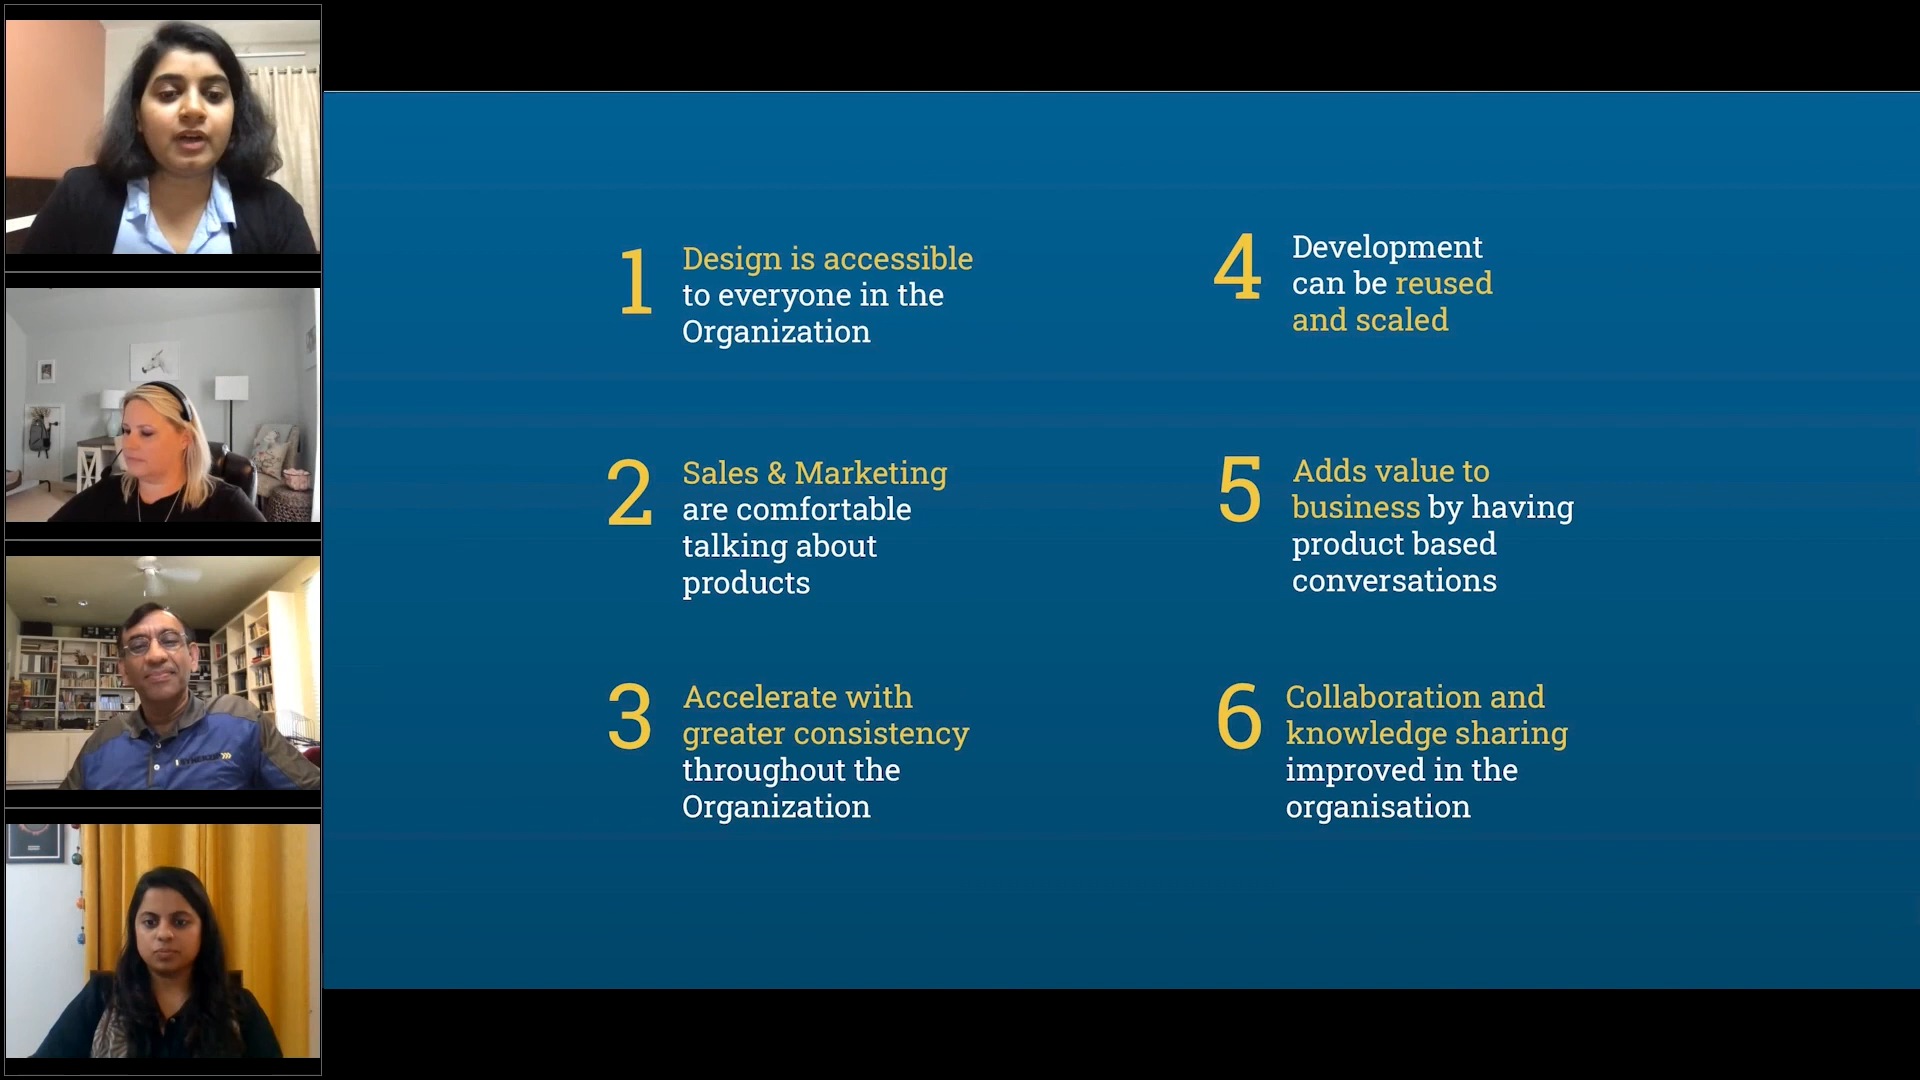 1
Design is accessible
to everyone in the
Organization
2
Sales & Marketing
are comfortable
talking about
products
3
Accelerate with
greater consistency
throughout the
Organization
4
Development
can be reused
and scaled
5
Adds value to
business by having
product based
conversations
6
Collaboration and
knowledge sharing
improved in the
organisation